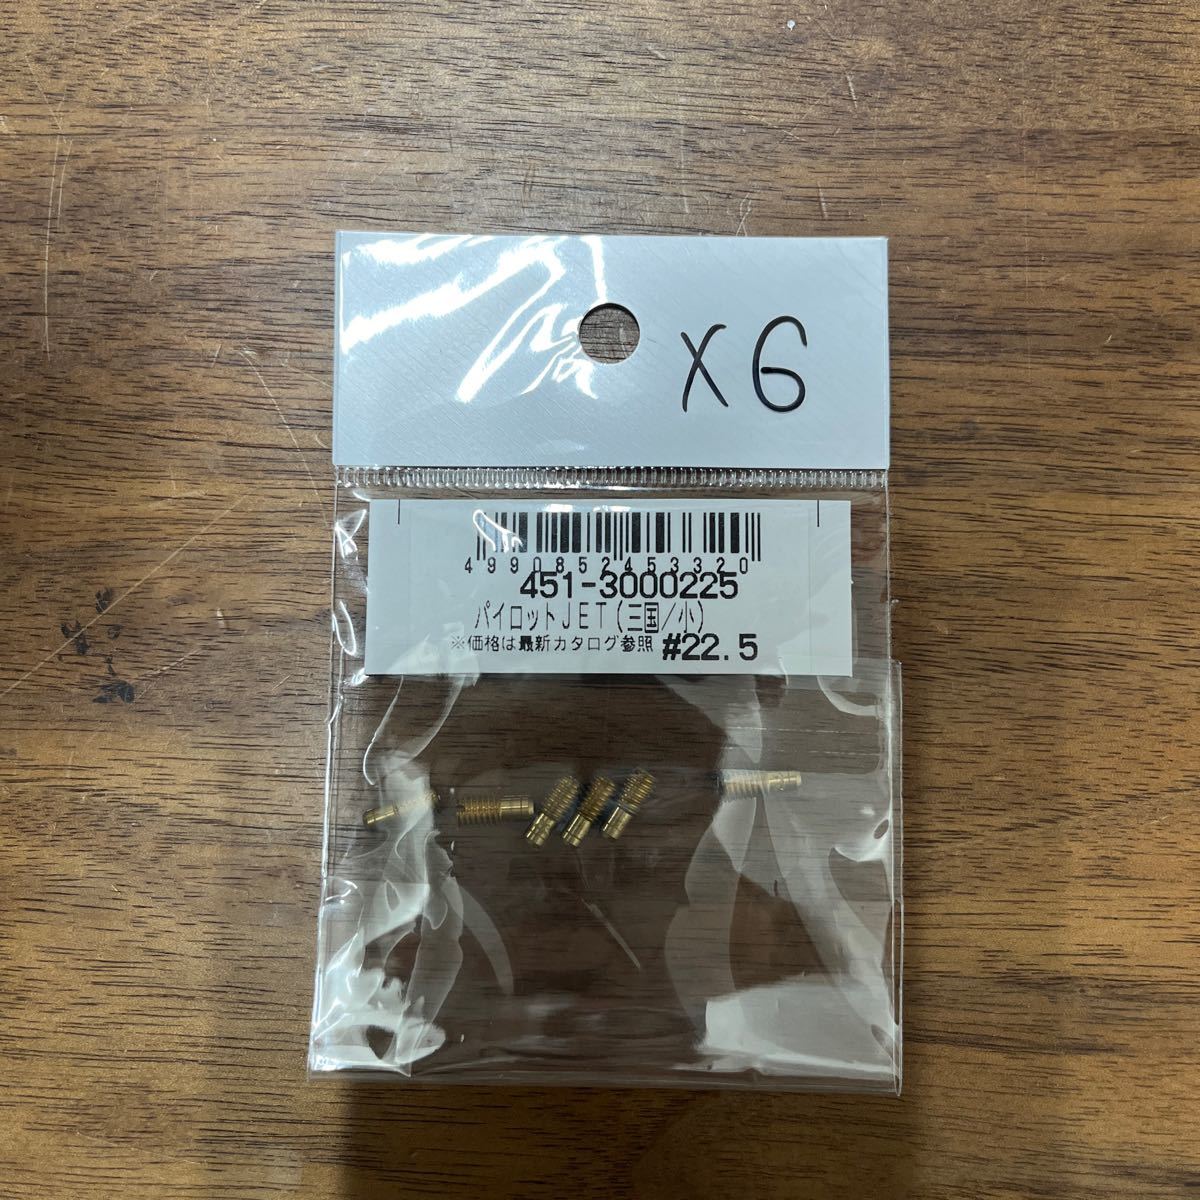 X6
4990852453320
451-3000225
パイロットJET(三国/小)
※価格は最新カタログ参照 #22.5